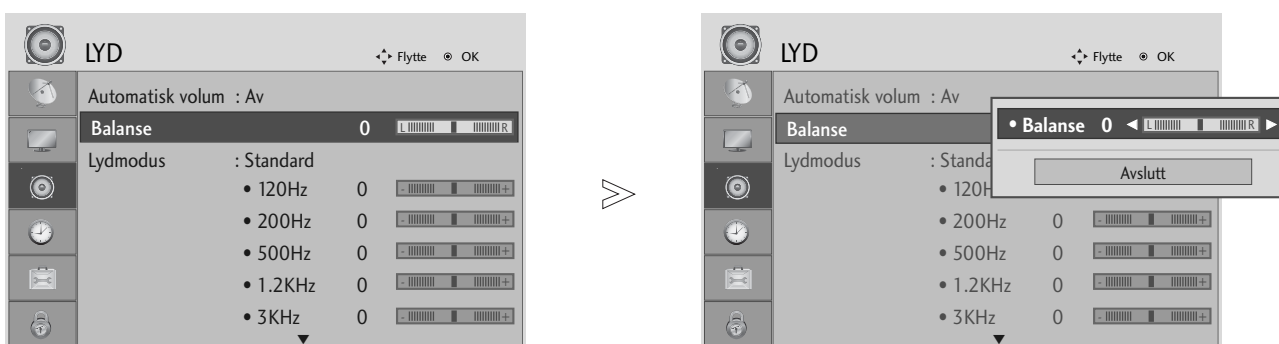 LYD
Flytte OK
Automatisk volum : Av
Balanse 0 L R
Lydmodus : Standard
• 120Hz 0 - +
• 200Hz 0 - +
• 500Hz 0 - +
• 1.2KHz 0 - +
• 3KHz 0 - +
LYD
Flytte OK
Automatisk volum : Av
Balanse
• Balanse 0 L R
Avslutt
Lydmodus : Standa
• 120H
• 200Hz 0 - +
• 500Hz 0 - +
• 1.2KHz 0 - +
• 3KHz 0 - +